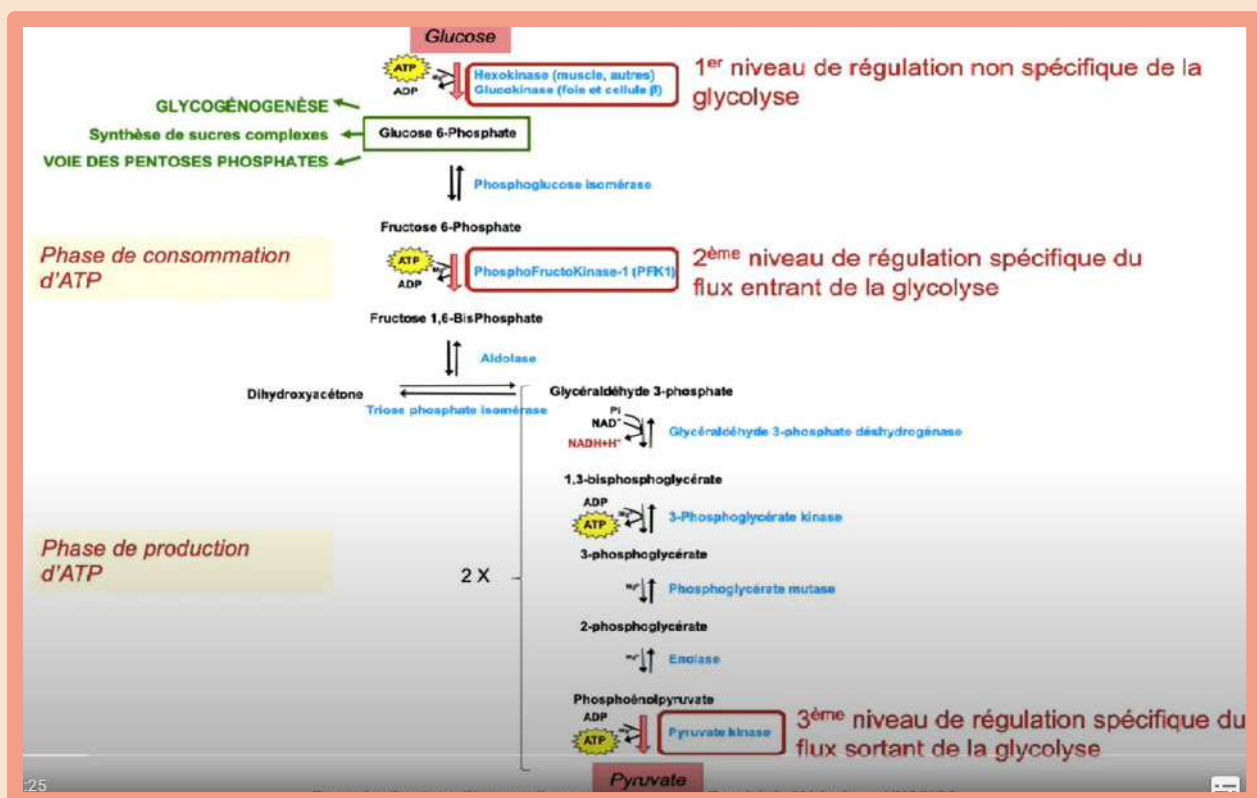 Glucose
ATP
ADP
Hexokinase (muscle, autres)
Glucokinase (foie et cellule β)
1er niveau de régulation non spécifique de la
glycolyse
GLYCOGÉNOGENÈSE
Synthèse de sucres complexes
VOIE DES PENTOSES PHOSPHATES
Glucose 6-Phosphate
Phosphoglucose isomérase
Fructose 6-Phosphate
Phase de consommation
d'ATP
ATP
ADP
PhosphoFructoKinase-1 (PFK1)
2ème niveau de régulation spécifique du
flux entrant de la glycolyse
Fructose 1,6-BisPhosphate
Aldolase
Dihydroxyacétone
Glycéraldéhyde 3-phosphate
Triose phosphate isomérase
Pi
NAD+
NADH+H+
Glycéraldéhyde 3-phosphate déshydrogénase
1,3-bisphosphoglycérate
ADP
ATP
3-Phosphoglycérate kinase
Phase de production
d'ATP
3-phosphoglycérate
2 X
Phosphoglycérate mutase
2-phosphoglycérate
Enolase
Phosphoénolpyruvate
ADP
ATP
Pyruvate kinase
3ème niveau de régulation spécifique du
flux sortant de la glycolyse
:25
Pyruvate